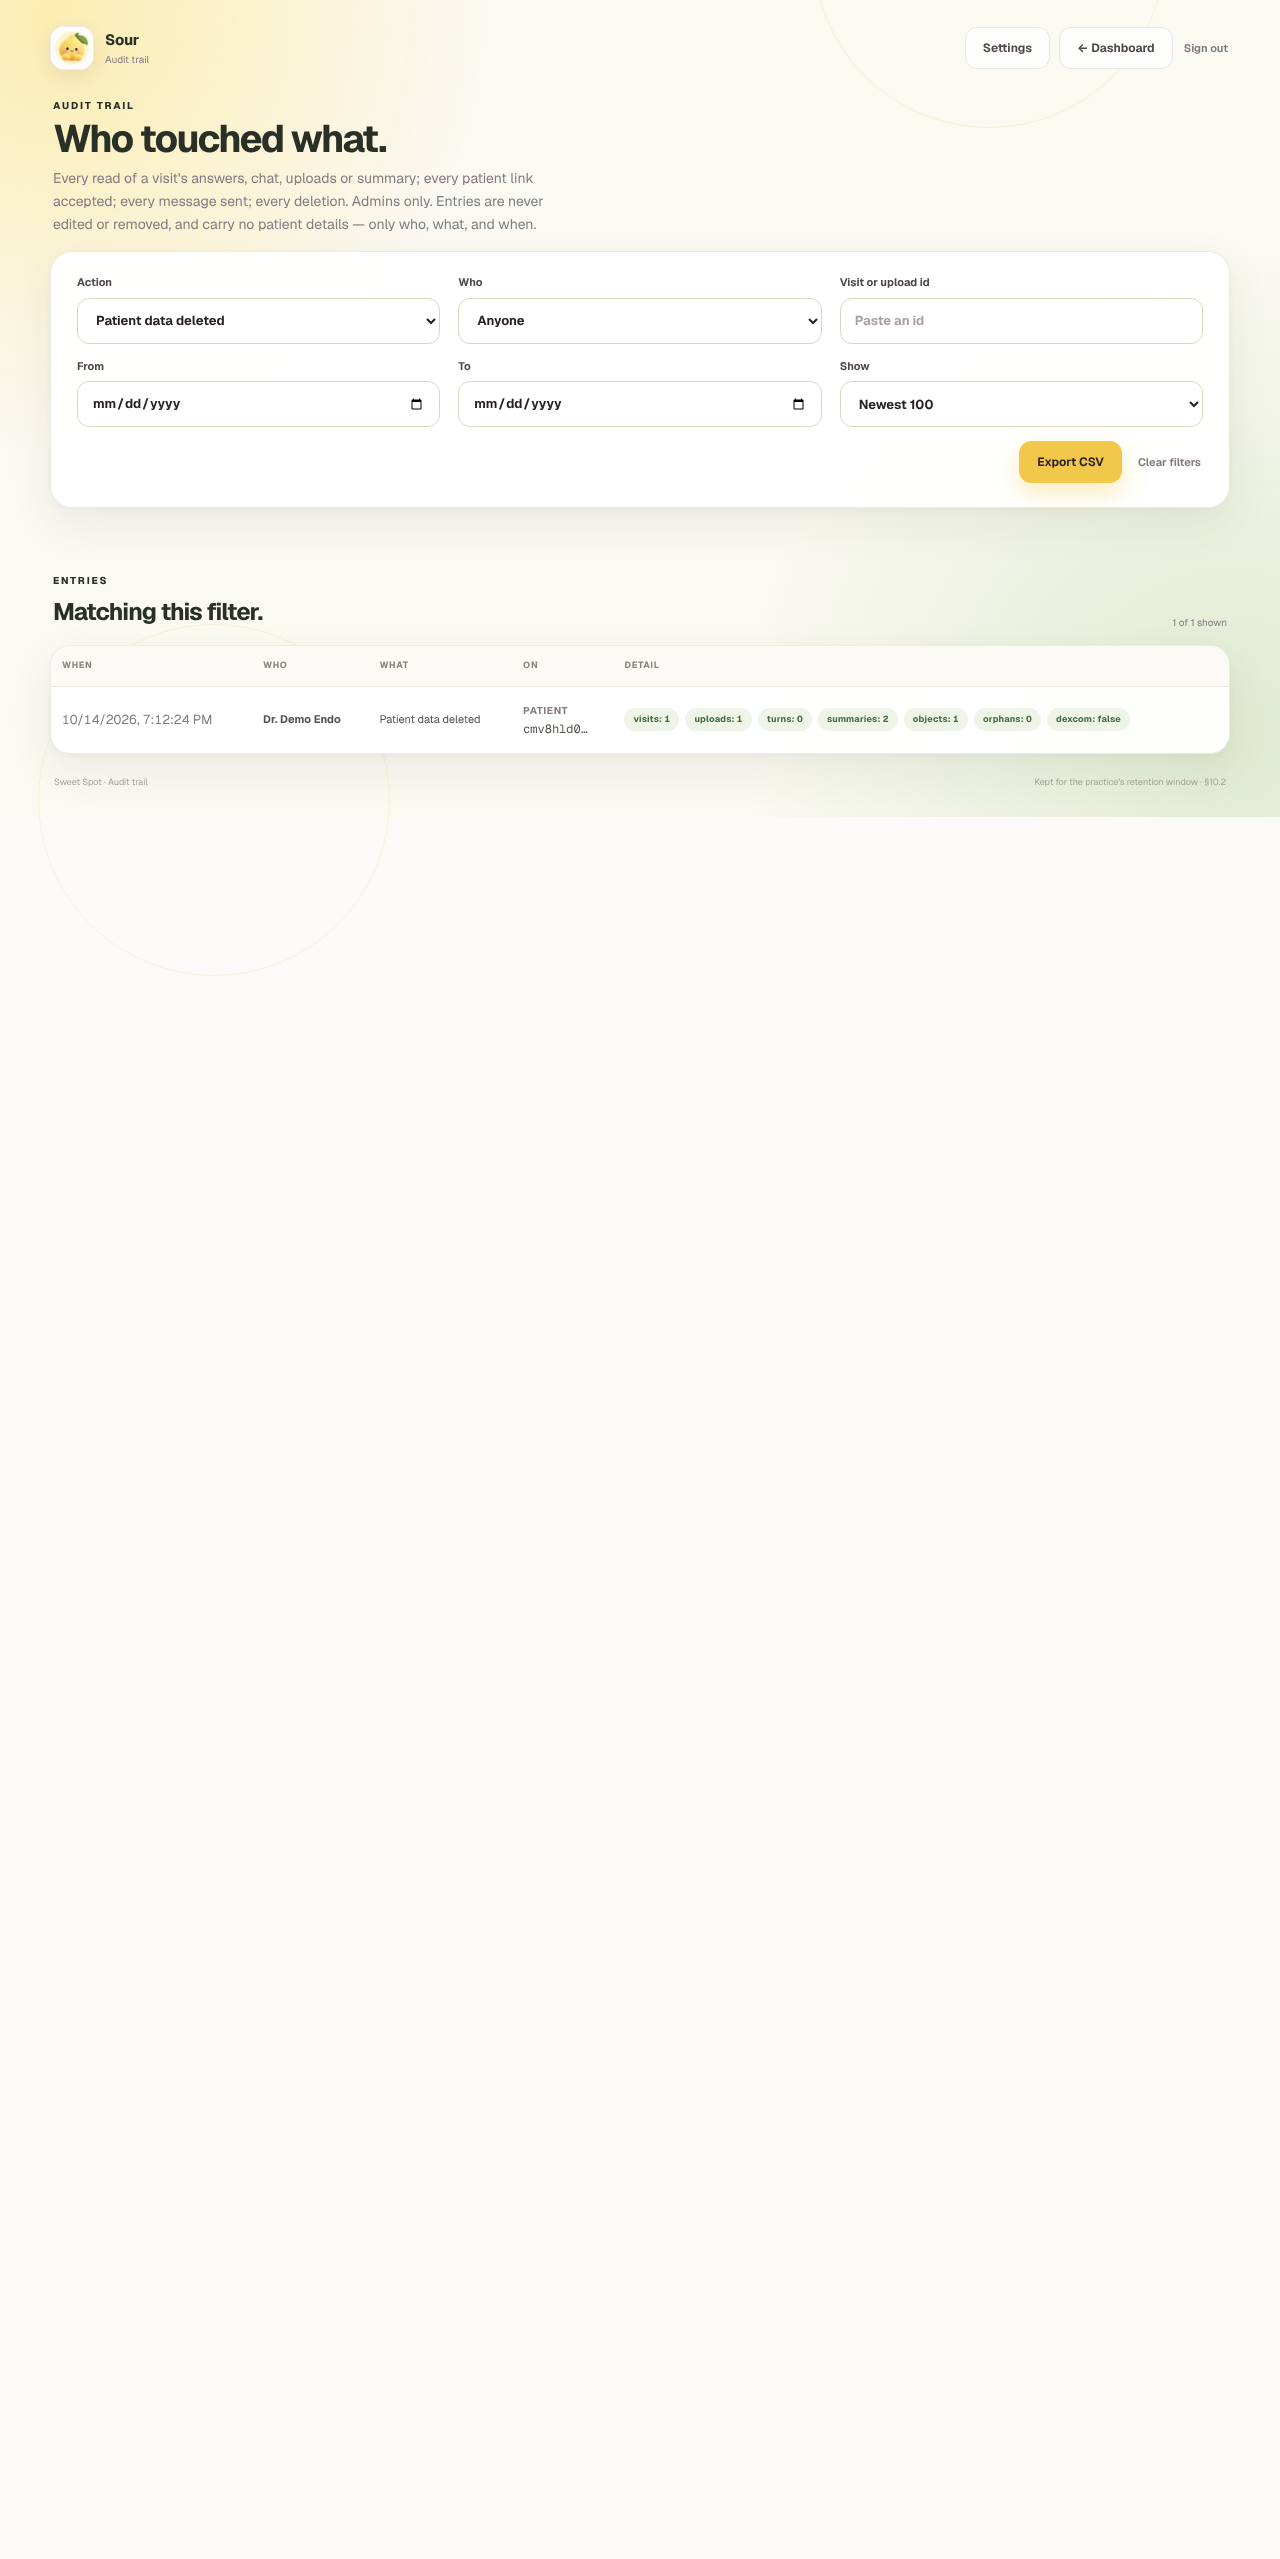 Sour
Audit trail
Settings
← Dashboard
Sign out
AUDIT TRAIL
Who touched what.
Every read of a visit's answers, chat, uploads or summary; every patient link
accepted; every message sent; every deletion. Admins only. Entries are never
edited or removed, and carry no patient details — only who, what, and when.
Action
Who
Visit or upload id
Patient data deleted
Anyone
Paste an id
From
To
Show
mm/dd/yyyy
mm/dd/yyyy
Newest 100
Export CSV
Clear filters
ENTRIES
Matching this filter.
1 of 1 shown
WHEN
WHO
WHAT
ON
DETAIL
10/14/2026, 7:12:24 PM
Dr. Demo Endo
Patient data deleted
PATIENT
cmv8hld0…
visits: 1
uploads: 1
turns: 0
summaries: 2
objects: 1
orphans: 0
dexcom: false
Sweet Spot · Audit trail
Kept for the practice's retention window · §10.2